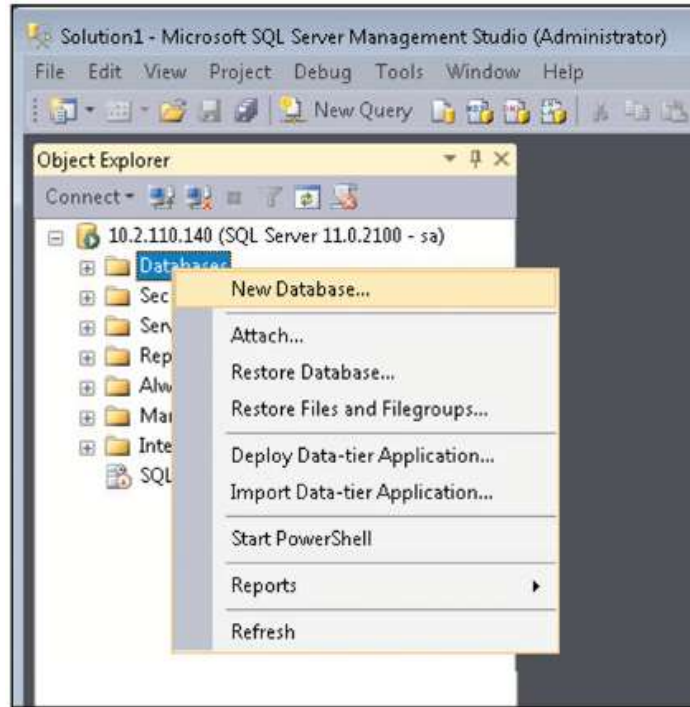 Solution1 - Microsoft SQL Server Management Studio (Administrator)
File Edit View Project Debug Tools Window Help
New Query
Object Explorer
Connect
10.2.110.140 (SQL Server 11.0.2100 - sa)
Databases
New Database...
Sec
Attach...
Serv
Restore Database...
Rep
Restore Files and Filegroups...
Alw
Mar
Deploy Data-tier Application...
Inte
Import Data-tier Application...
SQL
Start PowerShell
Reports
Refresh